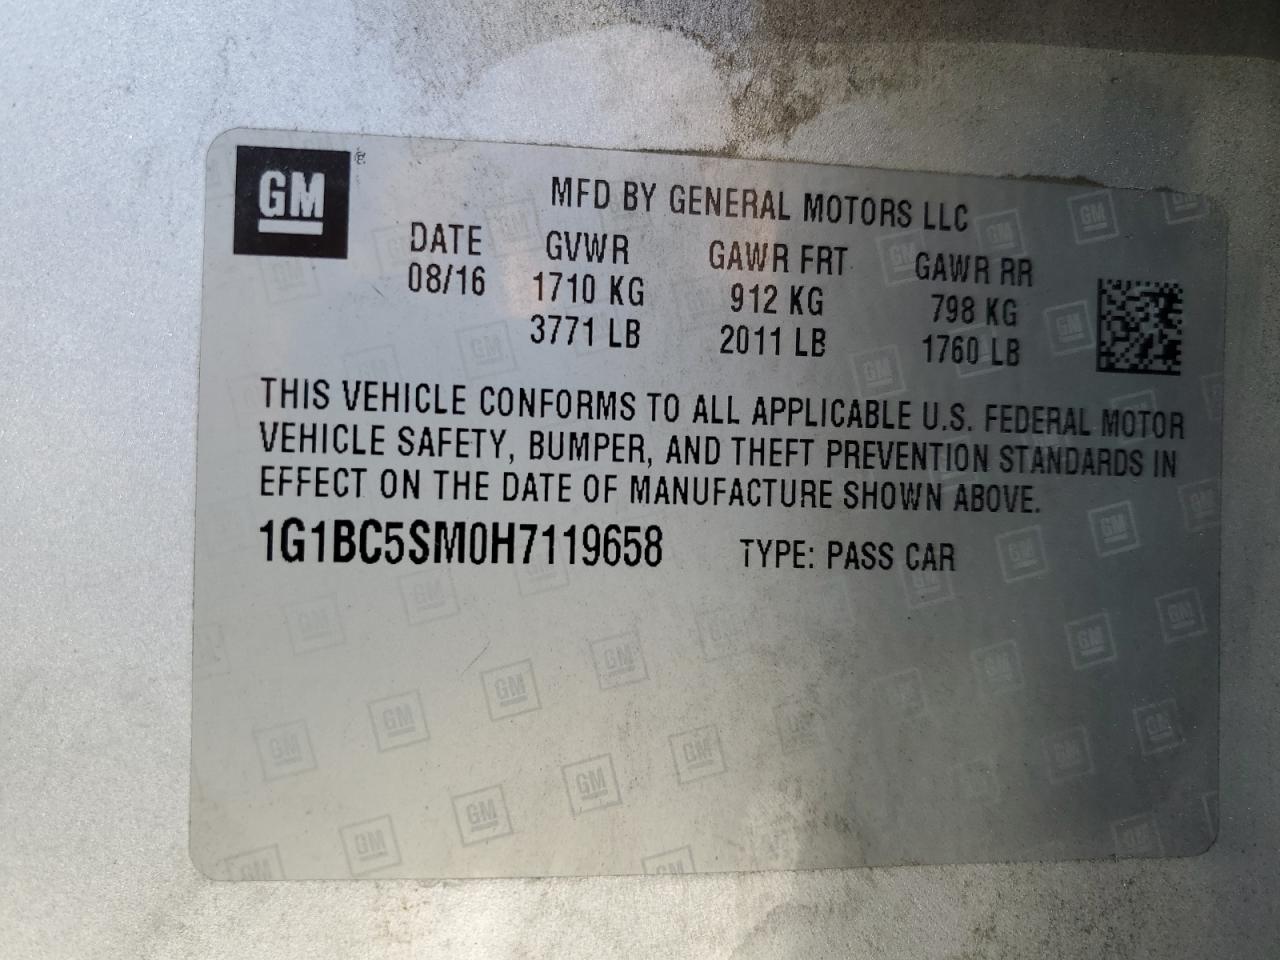 GM
MFD BY GENERAL MOTORS LLC
DATE GVWR GAWR FRT GAWR RR
08/16 1710 KG 912 KG 798 KG
3771 LB 2011 LB 1760 LB
THIS VEHICLE CONFORMS TO ALL APPLICABLE U.S. FEDERAL MOTOR
VEHICLE SAFETY, BUMPER, AND THEFT PREVENTION STANDARDS IN
EFFECT ON THE DATE OF MANUFACTURE SHOWN ABOVE.
1G1BC5SM0H7119658 TYPE: PASS CAR